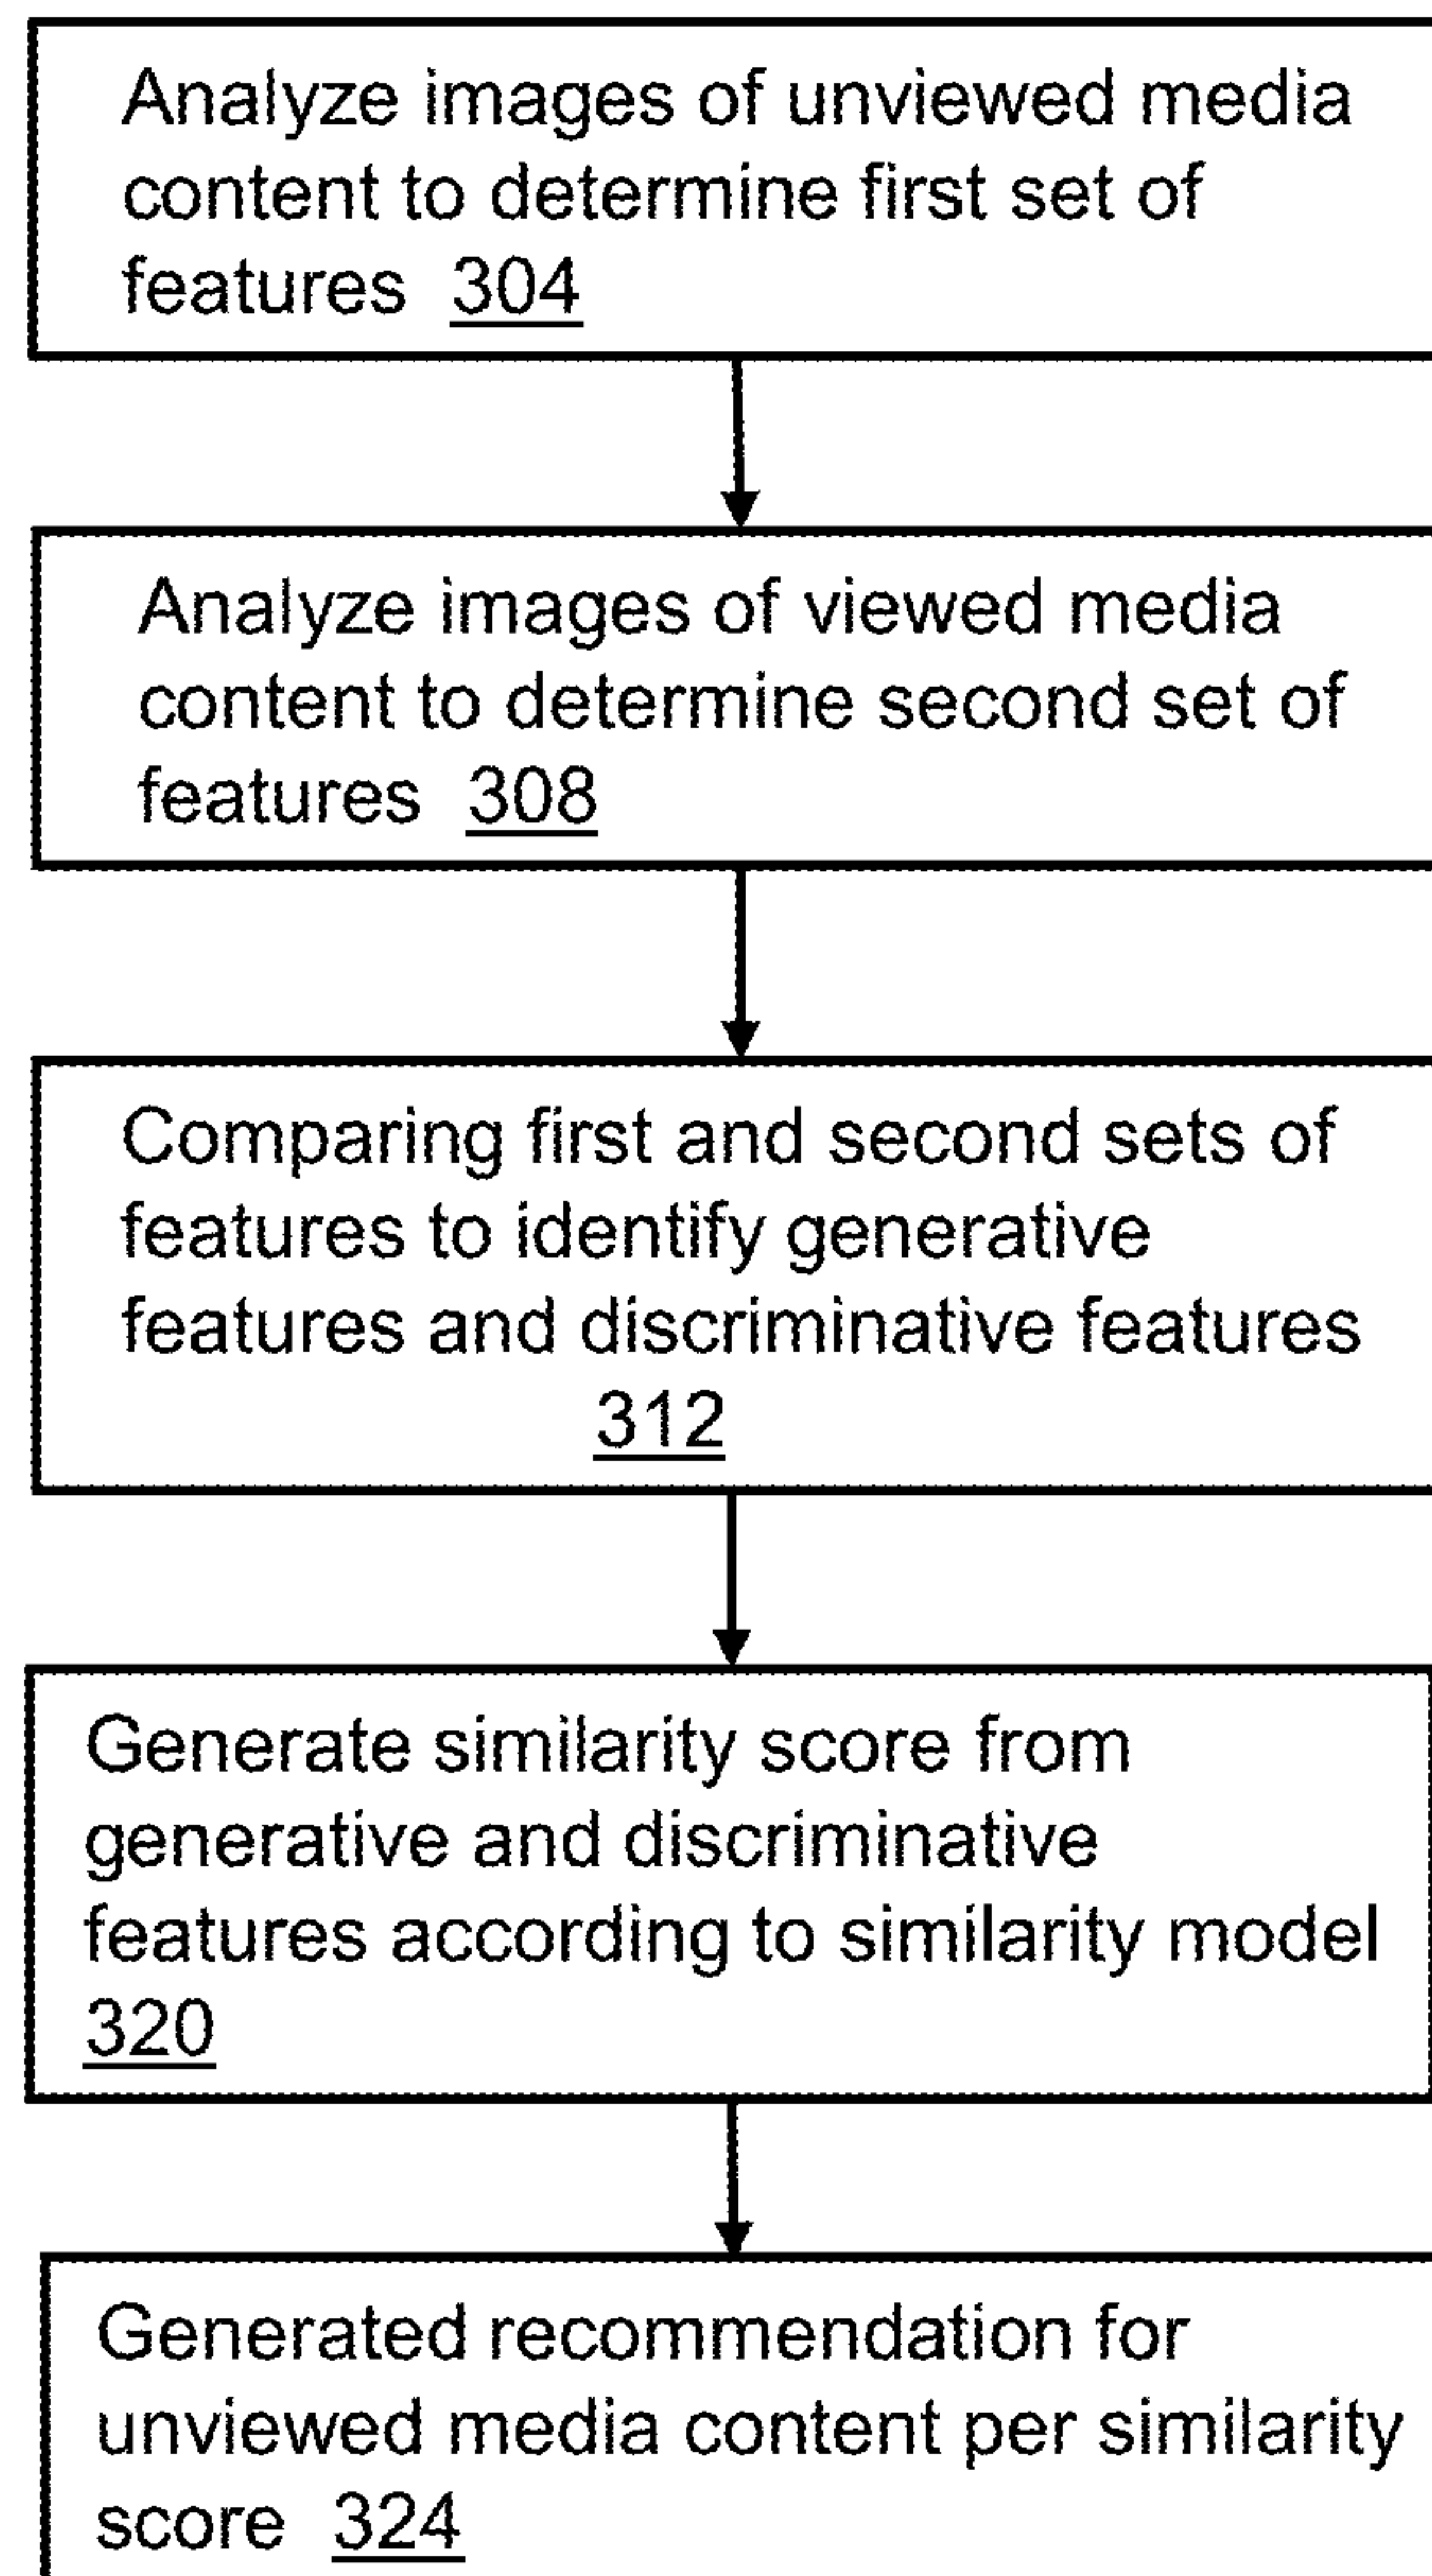 Analyze images of unviewed media
content to determine first set of
features 304
Analyze images of viewed media
content to determine second set of
features 308
Comparing first and second sets of
features to identify generative
features and discriminative features
312
Generate similarity score from
generative and discriminative
features according to similarity model
320
Generated recommendation for
unviewed media content per similarity
score 324